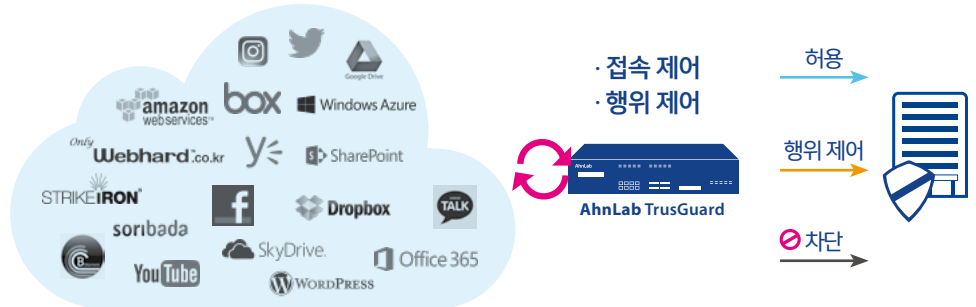 Google Drive
amazon
webservices™
box
Windows Azure
Only
Webhard.co.kr
SharePoint
STRIKEIRON®
f
Dropbox
TALK
soribada
B
SkyDrive.
Office 365
YouTube
WORDPRESS
· 접속 제어
· 행위 제어
AhnLab
AhnLab TrusGuard
허용
행위 제어
차단